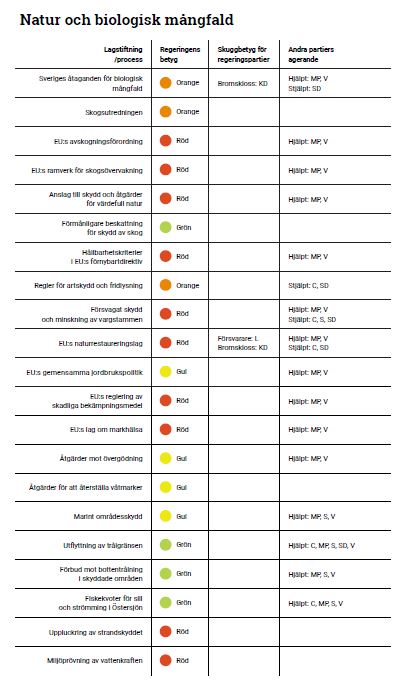 Natur och biologisk mångfald
Lagstiftning /process
Regeringens betyg
Skuggbetyg för regeringspartier
Andra partiers agerande
Sveriges åtaganden för biologisk
mångfald
Orange
Bromskloss: KD
Hjälpt: MP, V
Stjälpt: SD
Skogsutredningen
Orange
EU:s avskogningsförordning
Röd
Hjälpt: MP, V
EU:s ramverk för skogsövervakning
Röd
Hjälpt: MP, V
Anslag till skydd och åtgärder
för värdefull natur
Röd
Hjälpt: MP, V
Förmånligare beskattning
för skydd av skog
Grön
Hållbarhetskriterier
i EU:s förnybartdirektiv
Röd
Hjälpt: MP, V
Regler för artskydd och fridlysning
Orange
Stjälpt: C, SD
Försvagat skydd
och minskning av vargstammen
Röd
Hjälpt: MP, V
Stjälpt: C, S, SD
EU:s naturrestaureringslag
Röd
Försvarare: L
Bromskloss: KD
Hjälpt: MP, V
Stjälpt: C, SD
EU:s gemensamma jordbrukspolitik
Gul
Hjälpt: MP, V
EU:s reglering av
skadliga bekämpningsmedel
Röd
Hjälpt: MP, V
EU:s lag om markhälsa
Röd
Hjälpt: MP, V
Åtgärder mot övergödning
Gul
Hjälpt: MP, V
Åtgärder för att återställa våtmarker
Gul
Marint områdesskydd
Gul
Hjälpt: MP, S, V
Utflyttning av trålgränsen
Grön
Hjälpt: C, MP, S, SD, V
Förbud mot bottentrålning
i skyddade områden
Grön
Hjälpt: MP, S, V
Fiskekvoter för sill
och strömming i Östersjön
Grön
Hjälpt: C, MP, S, V
Uppluckring av strandskyddet
Röd
Miljöprövning av vattenkraften
Röd